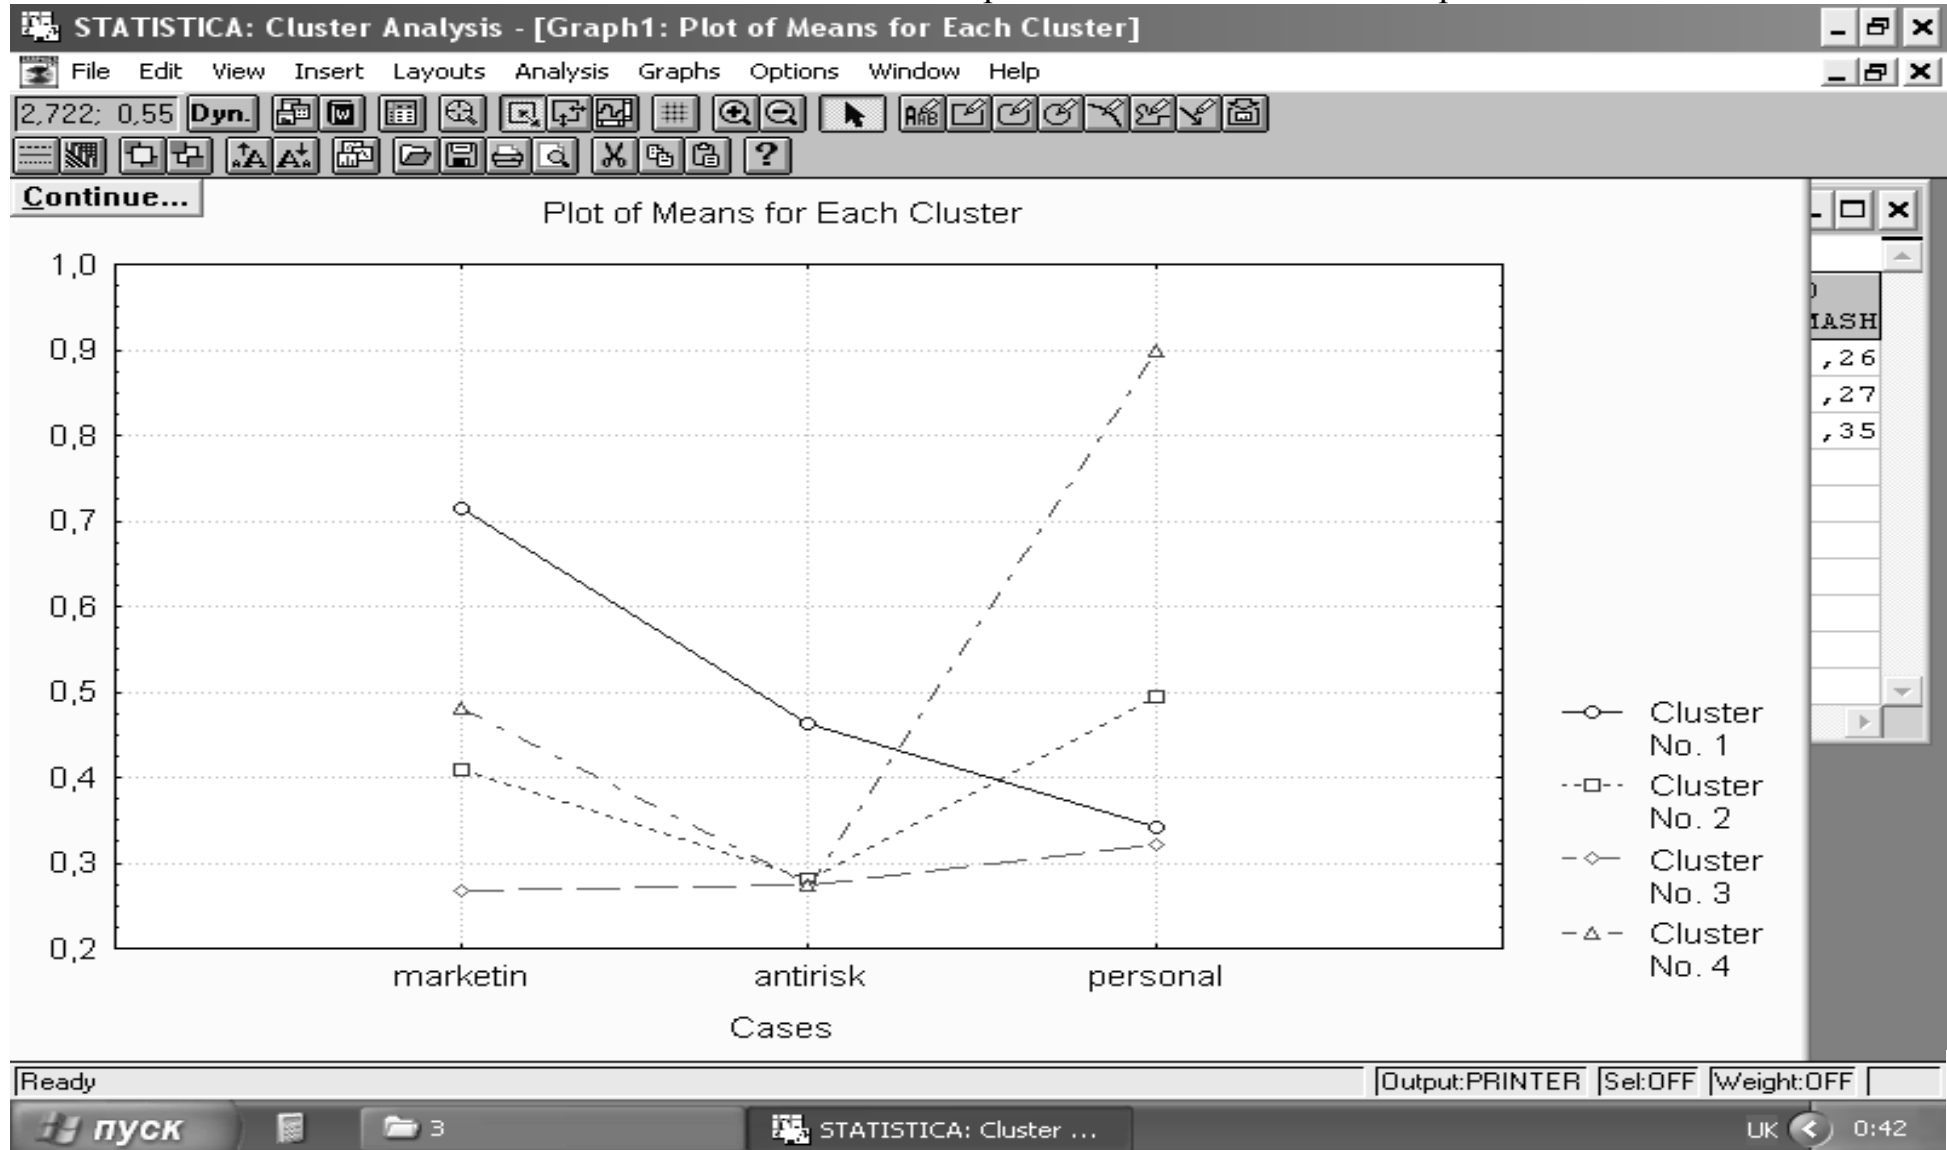 STATISTICA: Cluster Analysis - [Graph1: Plot of Means for Each Cluster]
File Edit View Insert Layouts Analysis Graphs Options Window Help
2,722; 0,55 Dyn.
?
Continue...
Plot of Means for Each Cluster
1,0
0,9
0,8
0,7
0,6
0,5
0,4
0,3
0,2
marketin antirisk personal
Cases
Cluster
No. 1
Cluster
No. 2
Cluster
No. 3
Cluster
No. 4
,26
,27
,35
Ready Output:PRINTER Sel:OFF Weight:OFF
пуск 3 STATISTICA: Cluster ... UK 0:42